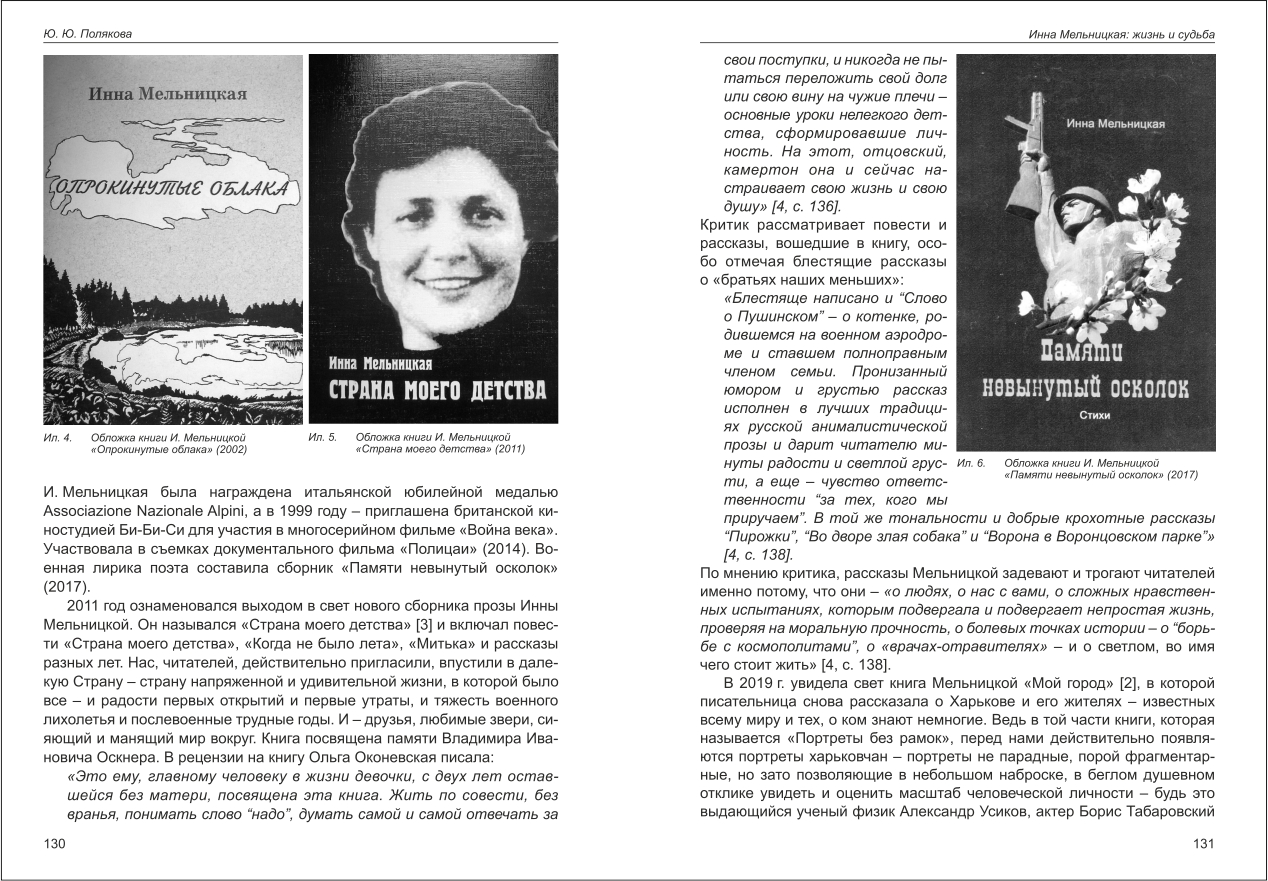 Ю. Ю. Полякова
Инна Мельницкая
ОПРОКИНУТЫЕ ОБЛАКА
Инна Мельницкая
СТРАНА МОЕГО ДЕТСТВА
Ил. 4. Обложка книги И. Мельницкой
«Опрокинутые облака» (2002)
Ил. 5. Обложка книги И. Мельницкой
«Страна моего детства» (2011)
И. Мельницкая была награждена итальянской юбилейной медалью
Associazione Nazionale Alpini, а в 1999 году – приглашена британской ки-
ностудией Би-Би-Си для участия в многосерийном фильме «Война века».
Участвовала в съемках документального фильма «Полицаи» (2014). Во-
енная лирика поэта составила сборник «Памяти невынутый осколок»
(2017).
2011 год ознаменовался выходом в свет нового сборника прозы Инны
Мельницкой. Он назывался «Страна моего детства» [3] и включал повес-
ти «Страна моего детства», «Когда не было лета», «Митька» и рассказы
разных лет. Нас, читателей, действительно пригласили, впустили в дале-
кую Страну – страну напряженной и удивительной жизни, в которой было
все – и радости первых открытий и первые утраты, и тяжесть военного
лихолетья и послевоенные трудные годы. И – друзья, любимые звери, си-
яющий и манящий мир вокруг. Книга посвящена памяти Владимира Ива-
новича Оскнера. В рецензии на книгу Ольга Оконевская писала:
«Это ему, главному человеку в жизни девочки, с двух лет остав-
шейся без матери, посвящена эта книга. Жить по совести, без
вранья, понимать слово “надо”, думать самой и самой отвечать за
130
Инна Мельницкая: жизнь и судьба
свои поступки, и никогда не пы-
таться переложить свой долг
или свою вину на чужие плечи –
основные уроки нелегкого дет-
ства, сформировавшие лич-
ность. На этот, отцовский,
камертон она и сейчас на-
страивает свою жизнь и свою
душу» [4, с. 136].
Критик рассматривает повести и
рассказы, вошедшие в книгу, осо-
бо отмечая блестящие рассказы
о «братьях наших меньших»:
«Блестяще написано и “Слово
о Пушинском” – о котенке, ро-
дившемся на военном аэродро-
ме и ставшем полноправным
членом семьи. Пронизанный
юмором и грустью рассказ
исполнен в лучших традици-
ях русской анималистической
прозы и дарит читателю ми-
нуты радости и светлой грус-
ти, а еще – чувство ответс-
твенности “за тех, кого мы
приручаем”. В той же тональности и добрые крохотные рассказы
“Пирожки”, “Во дворе злая собака” и “Ворона в Воронцовском парке”»
[4, с. 138].
Инна Мельницкая
Памяти
невынутый осколок
Стихи
Ил. 6. Обложка книги И. Мельницкой
«Памяти невынутый осколок» (2017)
По мнению критика, рассказы Мельницкой задевают и трогают читателей
именно потому, что они – «о людях, о нас с вами, о сложных нравствен-
ных испытаниях, которым подвергала и подвергает непростая жизнь,
проверяя на моральную прочность, о болевых точках истории – о “борь-
бе с космополитами”, о «врачах-отравителях» – и о светлом, во имя
чего стоит жить» [4, с. 138].
В 2019 г. увидела свет книга Мельницкой «Мой город» [2], в которой
писательница снова рассказала о Харькове и его жителях – известных
всему миру и тех, о ком знают немногие. Ведь в той части книги, которая
называется «Портреты без рамок», перед нами действительно появля-
ются портреты харьковчан – портреты не парадные, порой фрагментар-
ные, но зато позволяющие в небольшом наброске, в беглом душевном
отклике увидеть и оценить масштаб человеческой личности – будь это
выдающийся ученый физик Александр Усиков, актер Борис Табаровский
131